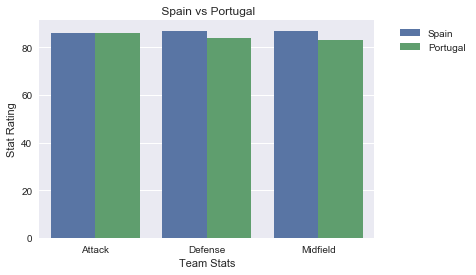 Spain vs Portugal
Spain
Portugal
Stat Rating
80
60
40
20
0
Attack
Defense
Midfield
Team Stats